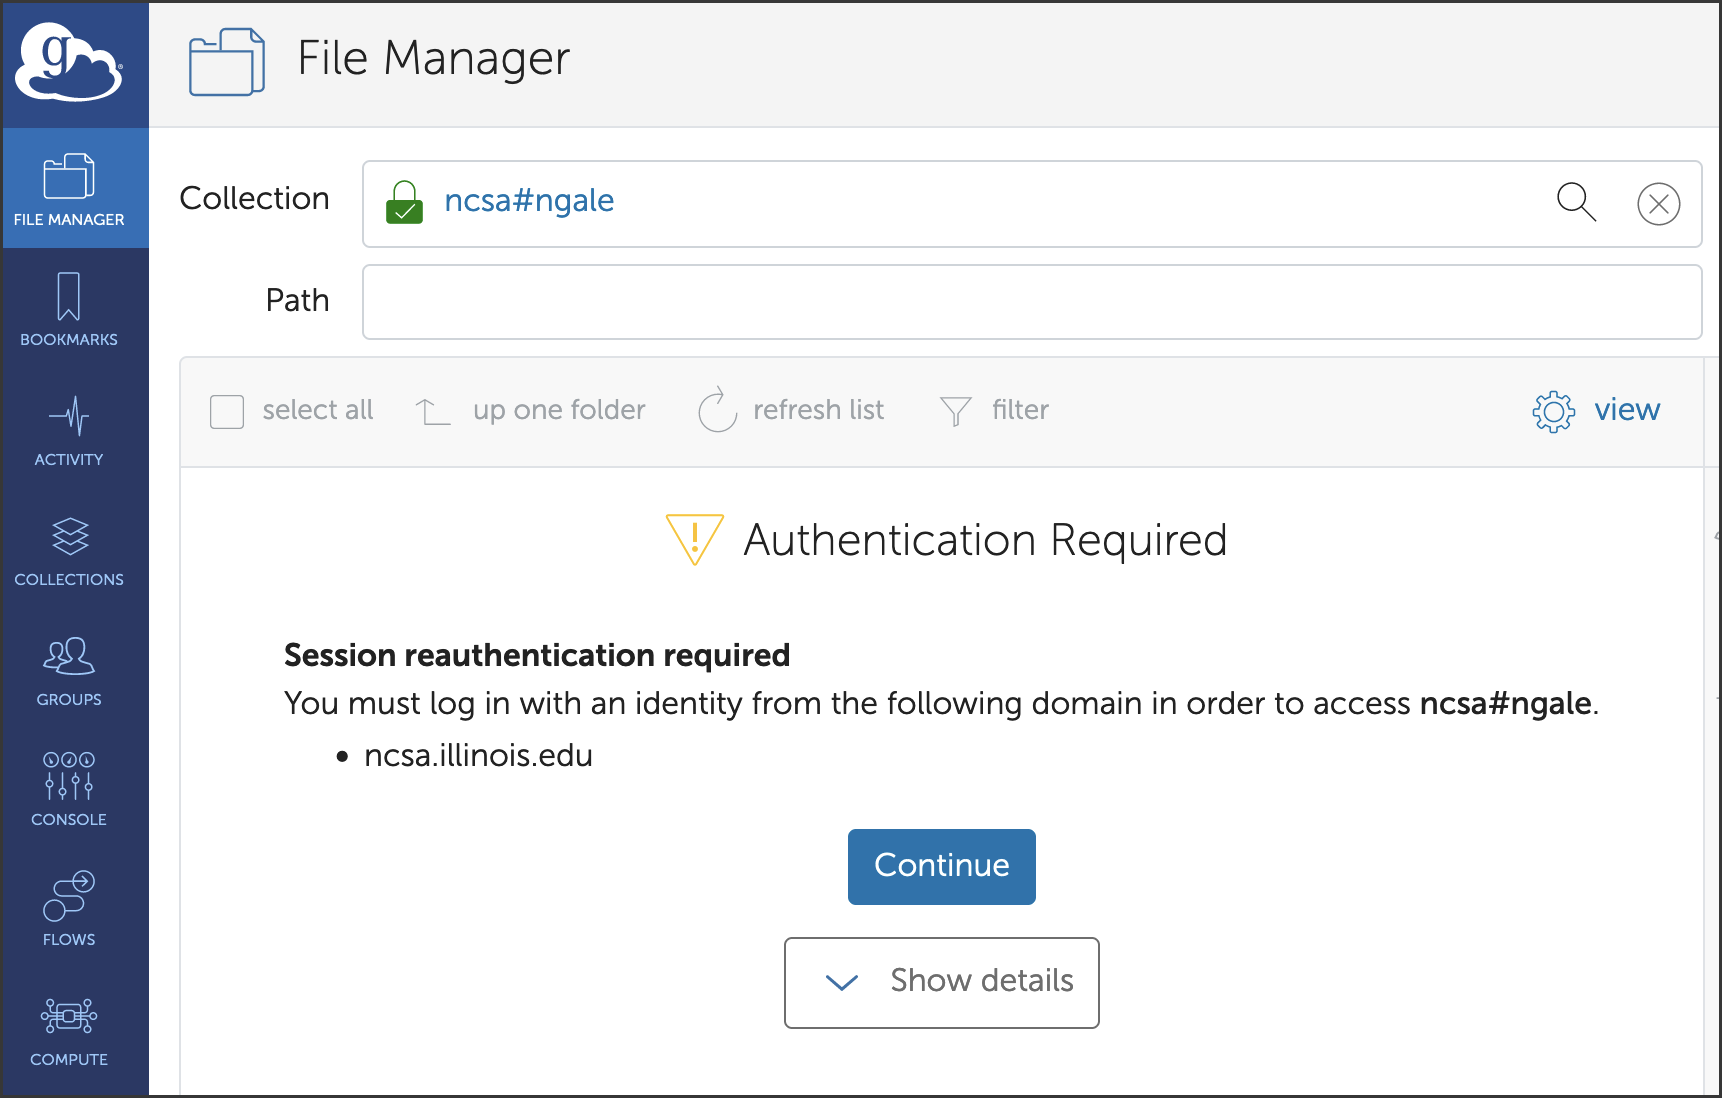 g
File Manager
FILE MANAGER
BOOKMARKS
ACTIVITY
COLLECTIONS
GROUPS
CONSOLE
FLOWS
COMPUTE
Collection
ncsa#ngale
Path
select all up one folder refresh list filter view
Authentication Required
Session reauthentication required
You must log in with an identity from the following domain in order to access ncsa#ngale.
• ncsa.illinois.edu
Continue
Show details